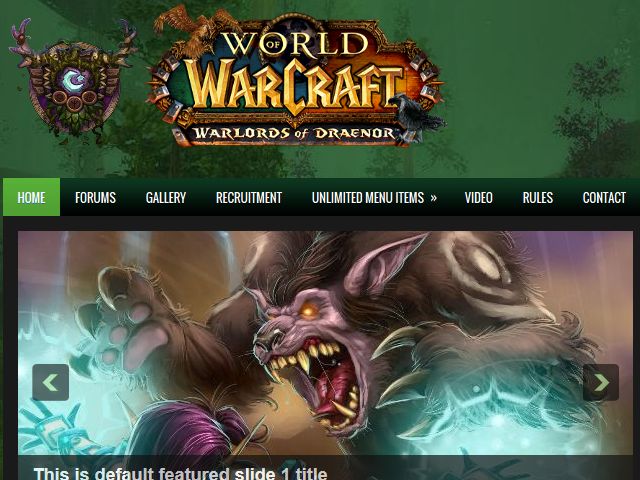 WORLD
OF
WARCRAFT
WARLORDS OF DRAENOR
HOME FORUMS GALLERY RECRUITMENT UNLIMITED MENU ITEMS » VIDEO RULES CONTACT
This is default featured slide 1 title